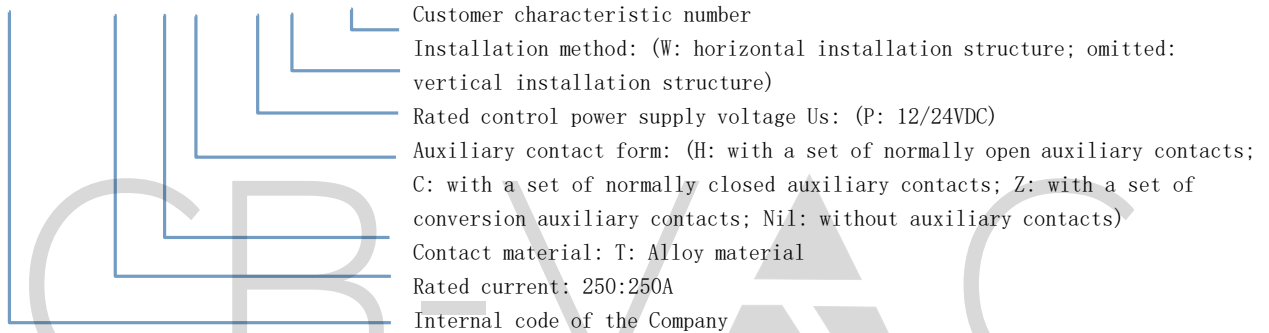 Customer characteristic number
Installation method: (W: horizontal installation structure; omitted:
vertical installation structure)
Rated control power supply voltage Us: (P: 12/24VDC)
Auxiliary contact form: (H: with a set of normally open auxiliary contacts;
C: with a set of normally closed auxiliary contacts; Z: with a set of
conversion auxiliary contacts; Nil: without auxiliary contacts)
Contact material: T: Alloy material
Rated current: 250:250A
Internal code of the Company